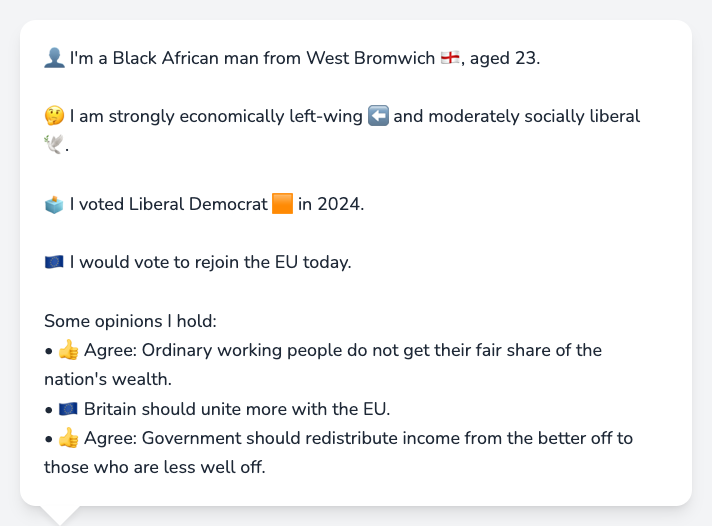 👤 I'm a Black African man from West Bromwich 🏴󠁧󠁢󠁥󠁮󠁧󠁿, aged 23.
🤔 I am strongly economically left-wing ⬅️ and moderately socially liberal
🕊️.
🗳️ I voted Liberal Democrat 🟧 in 2024.
🇪🇺 I would vote to rejoin the EU today.
Some opinions I hold:
• 👍 Agree: Ordinary working people do not get their fair share of the
nation's wealth.
• 🇪🇺 Britain should unite more with the EU.
• 👍 Agree: Government should redistribute income from the better off to
those who are less well off.